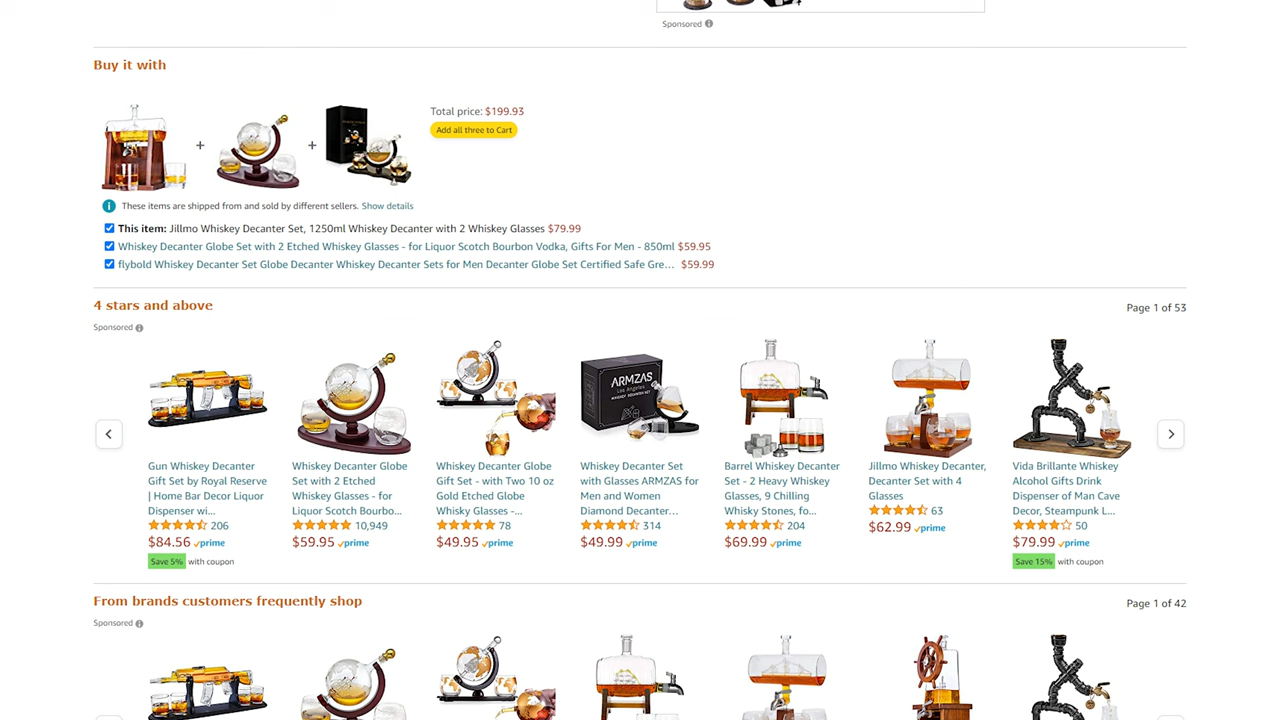 Sponsored
Buy it with
Total price: $199.93
Add all three to Cart
+
+
These items are shipped from and sold by different sellers. Show details
This item: Jillmo Whiskey Decanter Set, 1250ml Whiskey Decanter with 2 Whiskey Glasses $79.99
Whiskey Decanter Globe Set with 2 Etched Whiskey Glasses - for Liquor Scotch Bourbon Vodka, Gifts For Men - 850ml $59.95
flybold Whiskey Decanter Set Globe Decanter Whiskey Decanter Sets for Men Decanter Globe Set Certified Safe Gre… $59.99
4 stars and above
Page 1 of 53
Sponsored
ARMZAS
Los Angeles
WHISKEY DECANTER SET
Gun Whiskey Decanter
Gift Set by Royal Reserve
| Home Bar Decor Liquor
Dispenser wi...
206
$84.56 prime
Save 5% with coupon
Whiskey Decanter Globe
Set with 2 Etched
Whiskey Glasses - for
Liquor Scotch Bourbo...
10,949
$59.95 prime
Whiskey Decanter Globe
Gift Set - with Two 10 oz
Gold Etched Globe
Whisky Glasses -...
78
$49.95 prime
Whiskey Decanter Set
with Glasses ARMZAS for
Men and Women
Diamond Decanter...
314
$49.99 prime
Barrel Whiskey Decanter
Set - 2 Heavy Whiskey
Glasses, 9 Chilling
Whisky Stones, fo...
204
$69.99 prime
Jillmo Whiskey Decanter,
Decanter Set with 4
Glasses
63
$62.99 prime
Vida Brillante Whiskey
Alcohol Gifts Drink
Dispenser of Man Cave
Decor, Steampunk L...
50
$79.99 prime
Save 15% with coupon
From brands customers frequently shop
Page 1 of 42
Sponsored